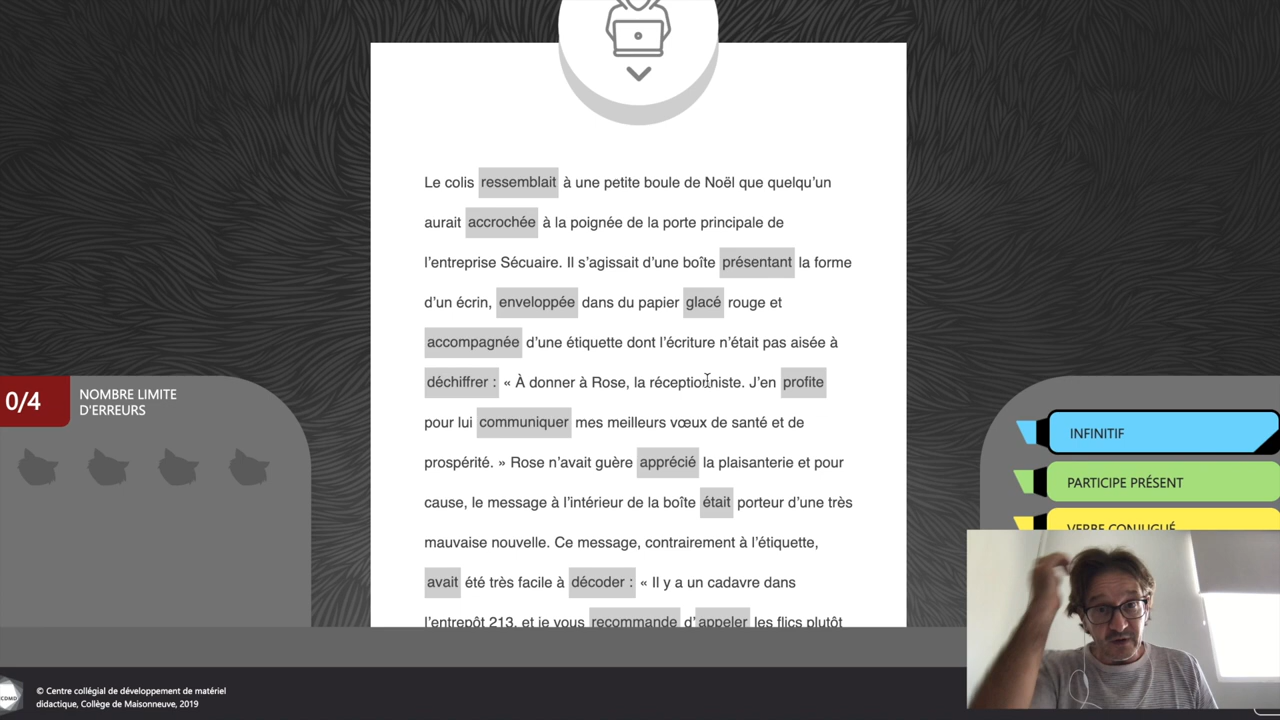 Le colis ressemblait à une petite boule de Noël que quelqu'un
aurait accrochée à la poignée de la porte principale de
l'entreprise Sécuaire. Il s'agissait d'une boîte présentant la forme
d'un écrin, enveloppée dans du papier glacé rouge et
accompagnée d'une étiquette dont l'écriture n'était pas aisée à
déchiffrer : « À donner à Rose, la réceptionniste. J'en profite
pour lui communiquer mes meilleurs vœux de santé et de
prospérité. » Rose n'avait guère apprécié la plaisanterie et pour
cause, le message à l'intérieur de la boîte était porteur d'une très
mauvaise nouvelle. Ce message, contrairement à l'étiquette,
avait été très facile à décoder : « Il y a un cadavre dans
l'entrepôt 213, et je vous recommande d'appeler les flics plutôt
0/4
NOMBRE LIMITE
D'ERREURS
INFINITIF
PARTICIPE PRÉSENT
VERBE CONJUGUÉ
CCDMD
© Centre collégial de développement de matériel
didactique, Collège de Maisonneuve, 2019